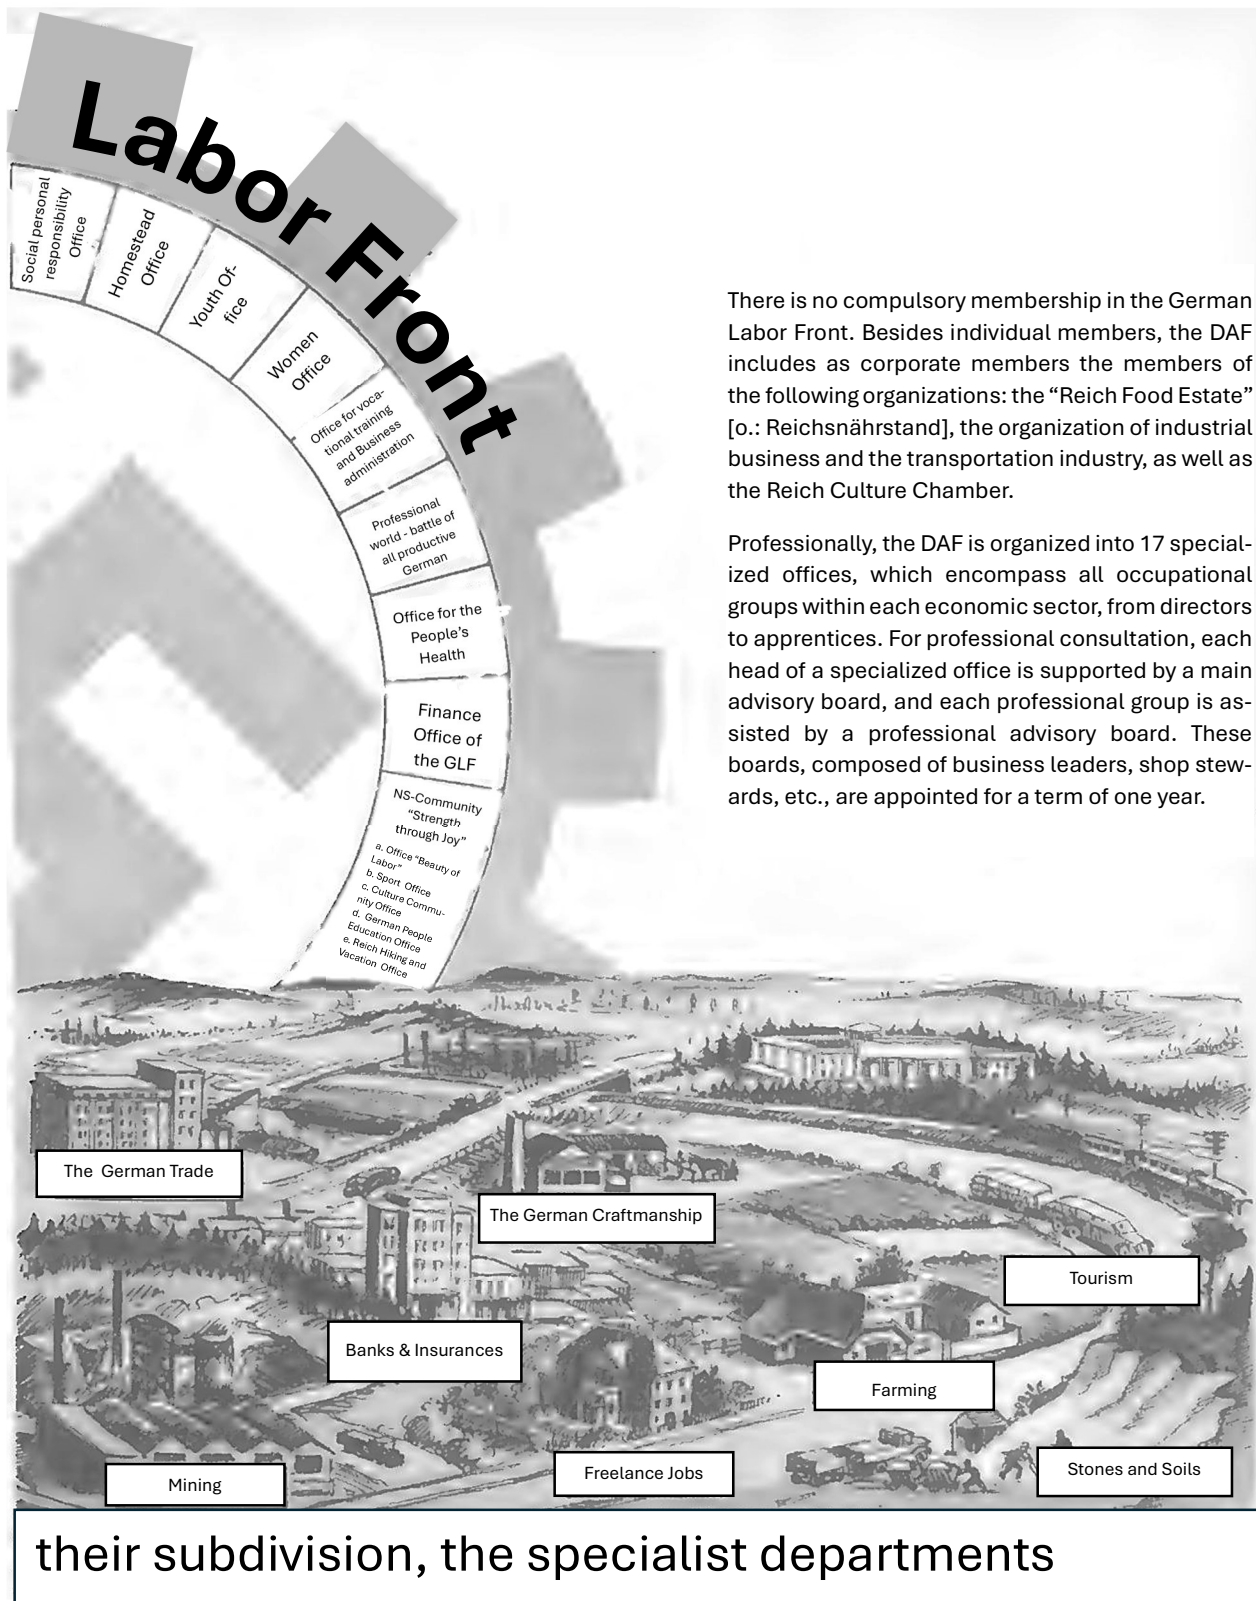 Labor Front
Social personal
responsibility
Office
Homestead
Office
Youth Of-
fice
Women
Office
Office for voca-
tional training
and Business
administration
Professional
world - battle of
all productive
German
Office for the
People’s
Health
Finance
Office of
the GLF
NS-Community
“Strength
through Joy”
a. Office “Beauty of
Labor”
b. Sport Office
c. Culture Commu-
nity Office
d. German People
Education Office
e. Reich Hiking and
Vacation Office
There is no compulsory membership in the German
Labor Front. Besides individual members, the DAF
includes as corporate members the members of
the following organizations: the “Reich Food Estate”
[o.: Reichsnährstand], the organization of industrial
business and the transportation industry, as well as
the Reich Culture Chamber.
Professionally, the DAF is organized into 17 special-
ized offices, which encompass all occupational
groups within each economic sector, from directors
to apprentices. For professional consultation, each
head of a specialized office is supported by a main
advisory board, and each professional group is as-
sisted by a professional advisory board. These
boards, composed of business leaders, shop stew-
ards, etc., are appointed for a term of one year.
The German Trade
The German Craftmanship
Tourism
Banks & Insurances
Farming
Freelance Jobs
Stones and Soils
Mining
their subdivision, the specialist departments